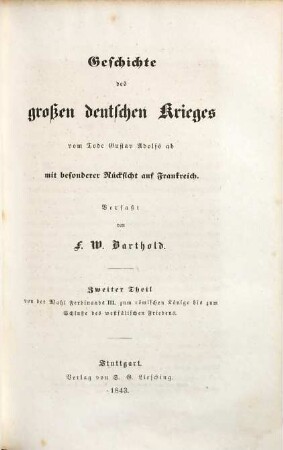 Geschichte
des
großen deutschen Krieges
vom Tode Gustav Adolfs ab
mit besonderer Rücksicht auf Frankreich.
Verfaßt
von
F. W. Barthold.
Zweiter Theil
von der Wahl Ferdinands III. zum römischen Könige bis zum
Schluße des westfälischen Friedens.
Stuttgart.
Verlag von S. G. Liesching.
1843.